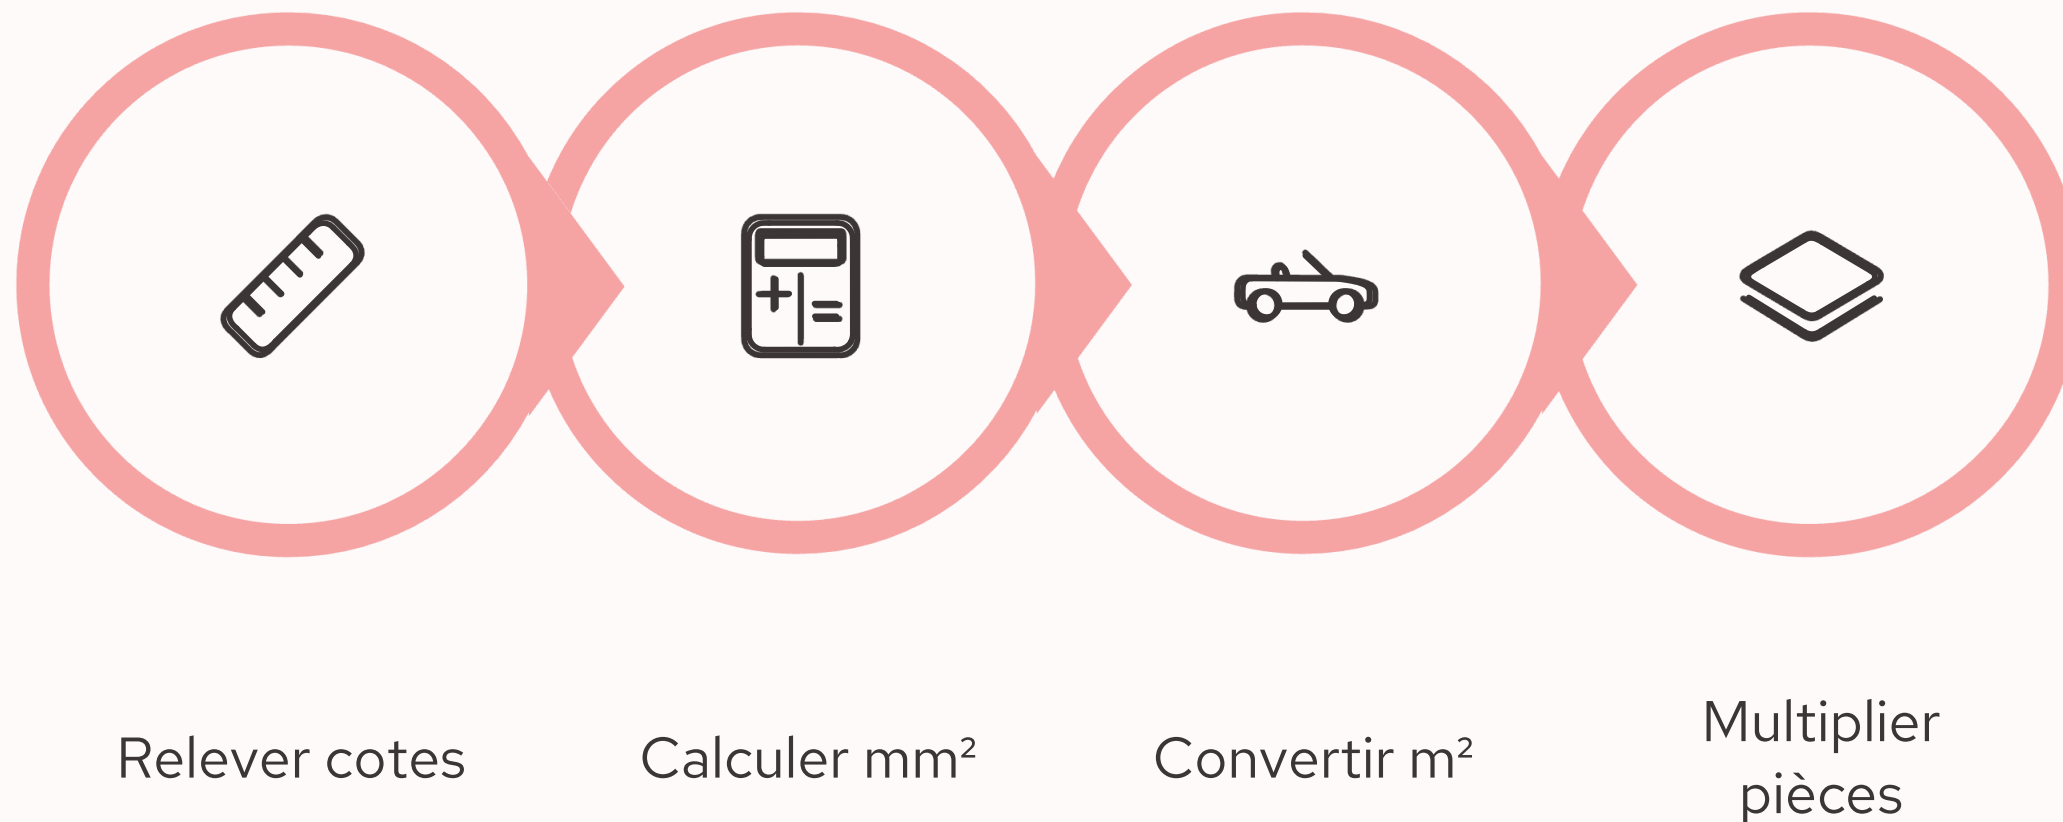 Relever cotes
Calculer mm²
Convertir m²
Multiplier
pièces